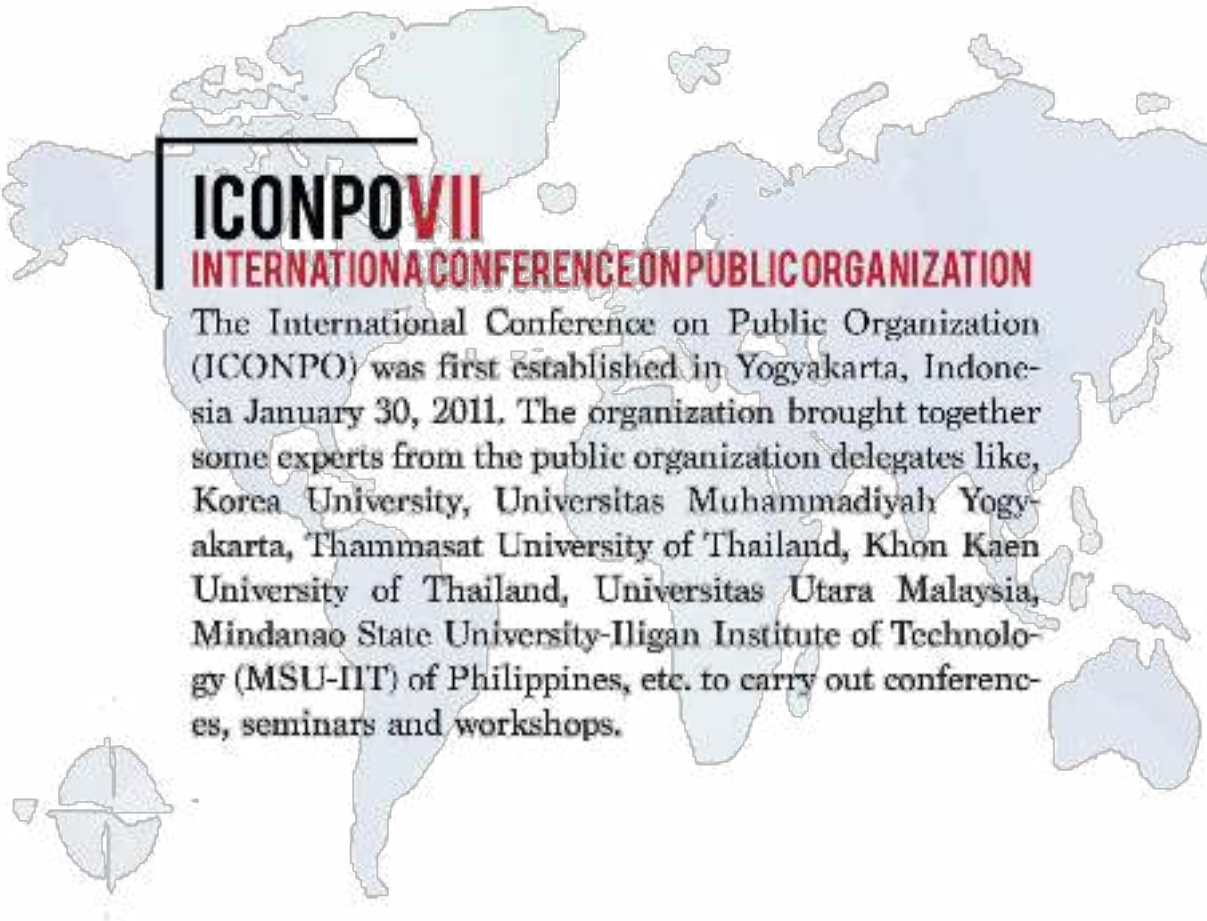 ICONPOVII
INTERNATIONACONFERENCEONPUBLICORGANIZATION
The International Conference on Public Organization
(ICONPO) was first established in Yogyakarta, Indone-
sia January 30, 2011. The organization brought together
some experts from the public organization delegates like,
Korea University, Universitas Muhammadiyah Yogy-
akarta, Thammasat University of Thailand, Khon Kaen
University of Thailand, Universitas Utara Malaysia,
Mindanao State University-Iligan Institute of Technolo-
gy (MSU-IIT) of Philippines, etc. to carry out conferenc-
es, seminars and workshops.